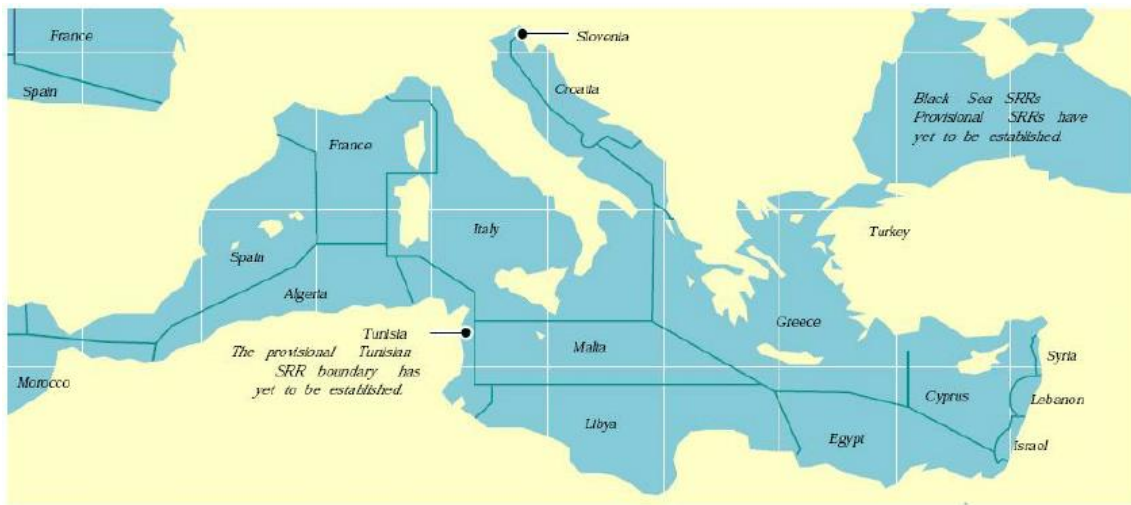 France
Spain
Slovenia
Croatia
Black Sea SRRs
Provisional SRRs have
yet to be established.
France
Italy
Turkey
Spain
Algeria
Greece
Tunisia
The provisional Tunisian
SRR boundary has
yet to be established.
Malta
Morocco
Syria
Cyprus
Lebanon
Libya
Egypt
Israel